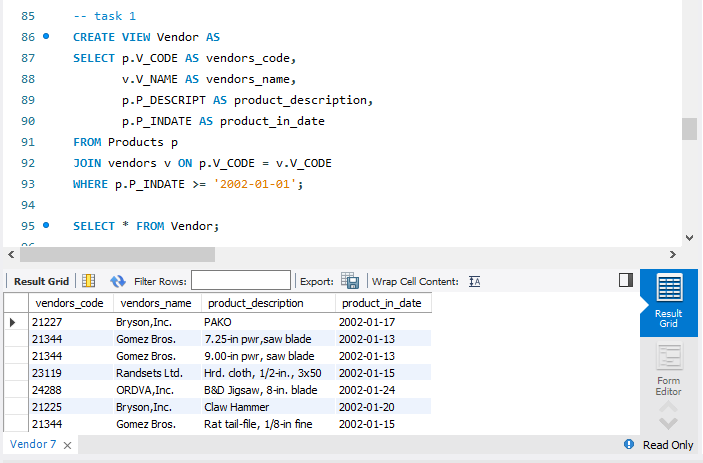 85 -- task 1
86 CREATE VIEW Vendor AS
87 SELECT p.V_CODE AS vendors_code,
88 v.V_NAME AS vendors_name,
89 p.P_DESCRIPT AS product_description,
90 p.P_INDATE AS product_in_date
91 FROM Products p
92 JOIN vendors v ON p.V_CODE = v.V_CODE
93 WHERE p.P_INDATE >= '2002-01-01';
94
95 SELECT * FROM Vendor;
Result Grid Filter Rows: Export: Wrap Cell Content: IA
vendors_code vendors_name product_description product_in_date
21227 Bryson,Inc. PAKO 2002-01-17
21344 Gomez Bros. 7.25-in pwr,saw blade 2002-01-13
21344 Gomez Bros. 9.00-in pwr, saw blade 2002-01-13
23119 Randsets Ltd. Hrd. cloth, 1/2-in., 3x50 2002-01-15
24288 ORDVA,Inc. B&D Jigsaw, 8-in. blade 2002-01-24
21225 Bryson,Inc. Claw Hammer 2002-01-20
21344 Gomez Bros. Rat tail-file, 1/8-in fine 2002-01-15
Result
Grid
Form
Editor
Vendor 7 Read Only